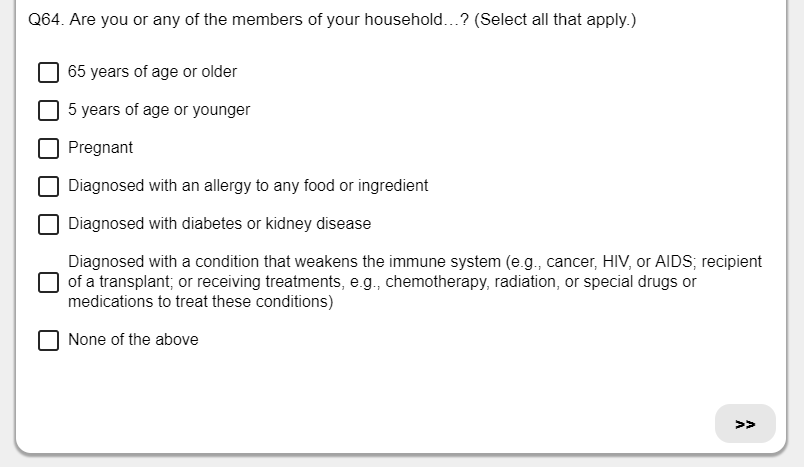 Q64. Are you or any of the members of your household...? (Select all that apply.)
65 years of age or older
5 years of age or younger
Pregnant
Diagnosed with an allergy to any food or ingredient
Diagnosed with diabetes or kidney disease
Diagnosed with a condition that weakens the immune system (e.g., cancer, HIV, or AIDS; recipient
of a transplant; or receiving treatments, e.g., chemotherapy, radiation, or special drugs or
medications to treat these conditions)
None of the above
>>